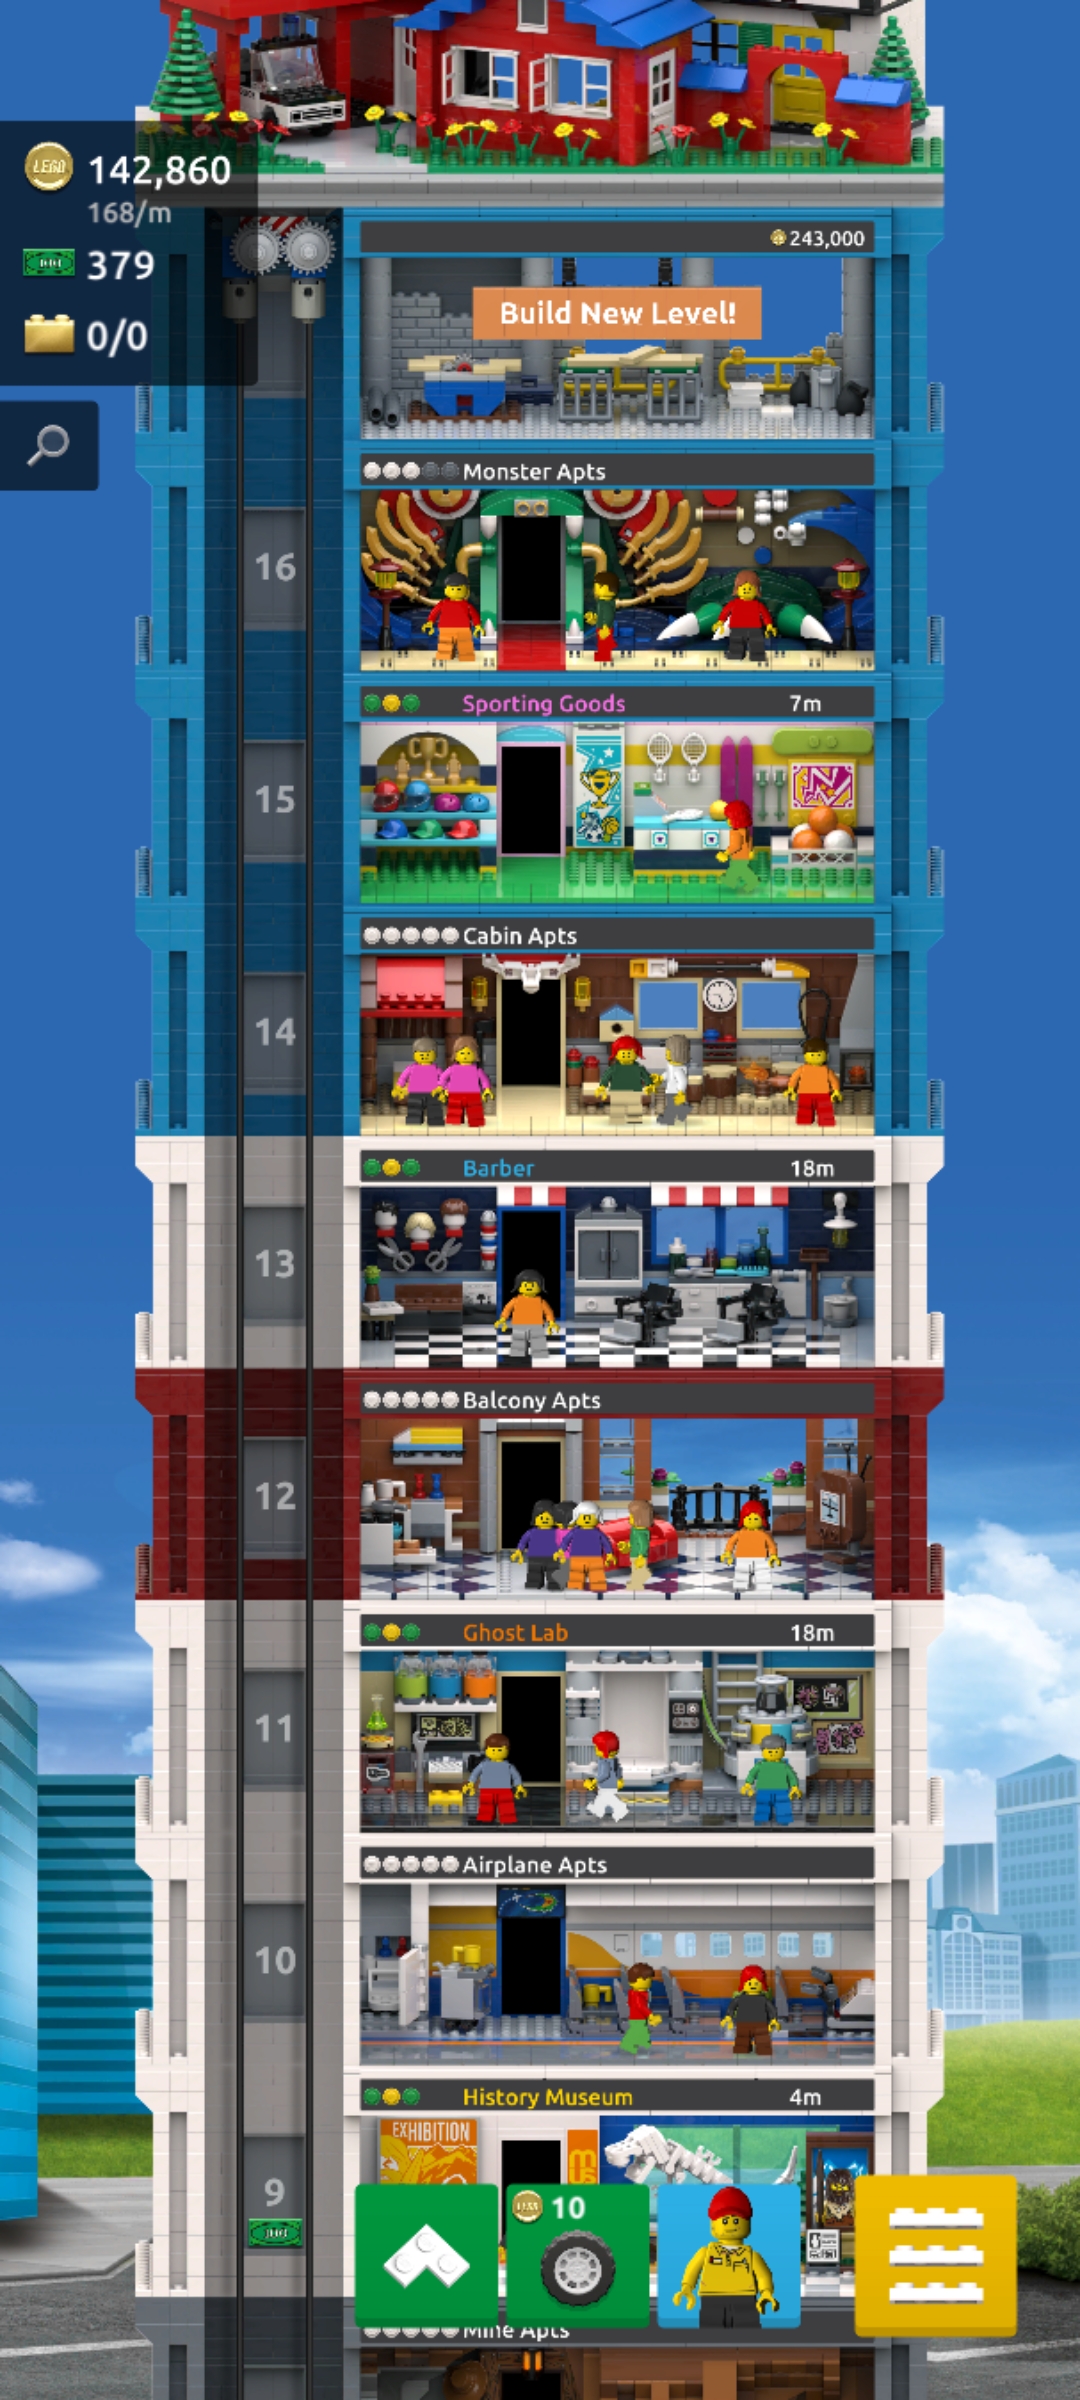 LEGO 142,860
168/m
379
0/0
243,000
Build New Level!
Monster Apts
16
Sporting Goods 7m
15
Cabin Apts
14
Barber 18m
13
Balcony Apts
12
Ghost Lab 18m
11
Airplane Apts
10
History Museum 4m
EXHIBITION
9
10
Mine Apts